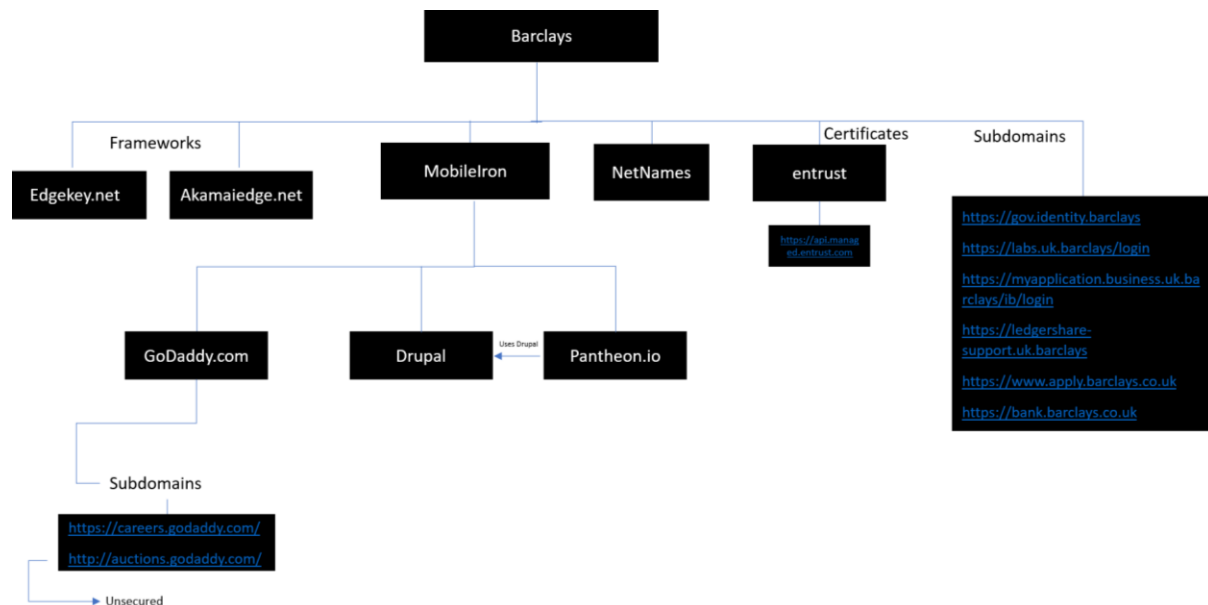 Barclays
Frameworks
Certificates
Subdomains
Edgekey.net
Akamaiedge.net
MobileIron
NetNames
entrust
https://api.manag
ed.entrust.com
https://gov.identity.barclays
https://labs.uk.barclays/login
https://myapplication.business.uk.ba
rclays/ib/login
https://ledgershare-
support.uk.barclays
https://www.apply.barclays.co.uk
https://bank.barclays.co.uk
GoDaddy.com
Drupal
Uses Drupal
Pantheon.io
Subdomains
https://careers.godaddy.com/
http://auctions.godaddy.com/
Unsecured